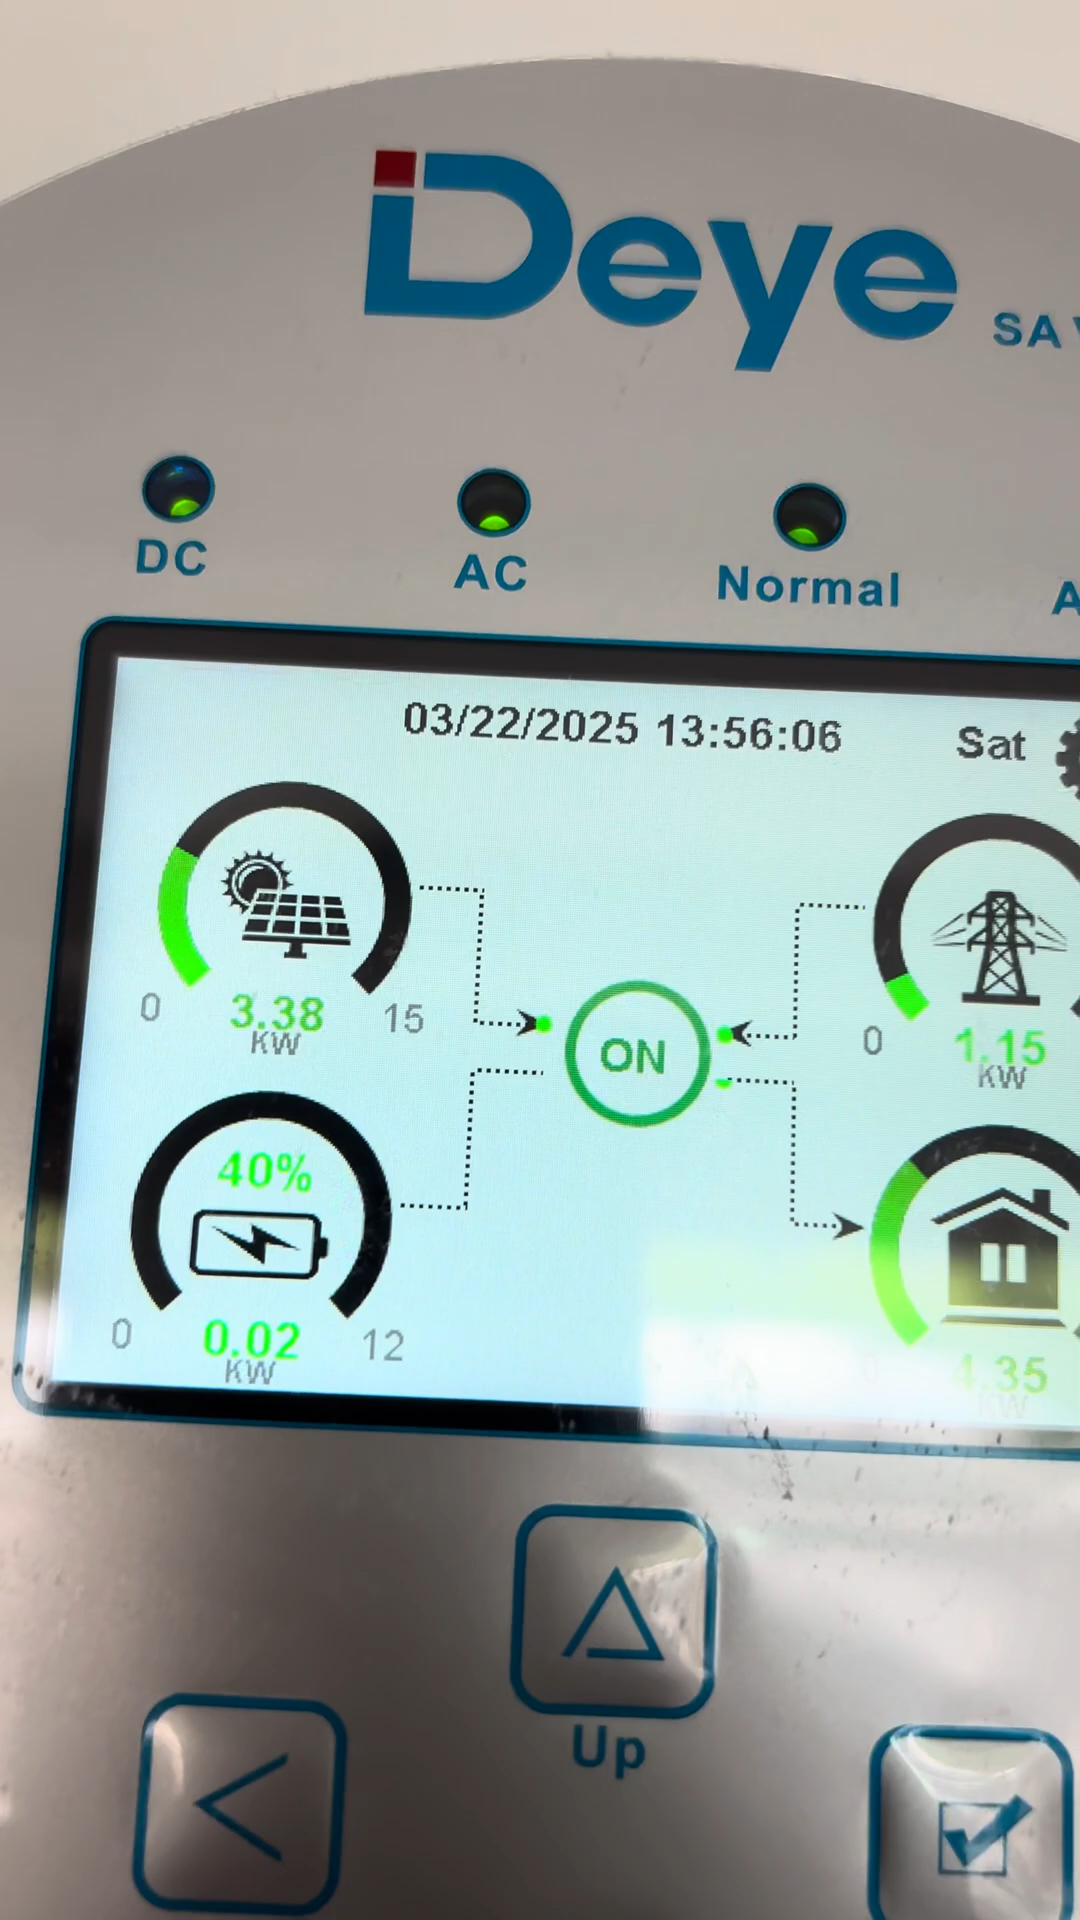 Deye
SA
DC
AC
Normal
A
03/22/2025 13:56:06 Sat
0
3.38
KW
15
0
1.15
KW
ON
40%
0
0.02
KW
12
4.35
KW
Up